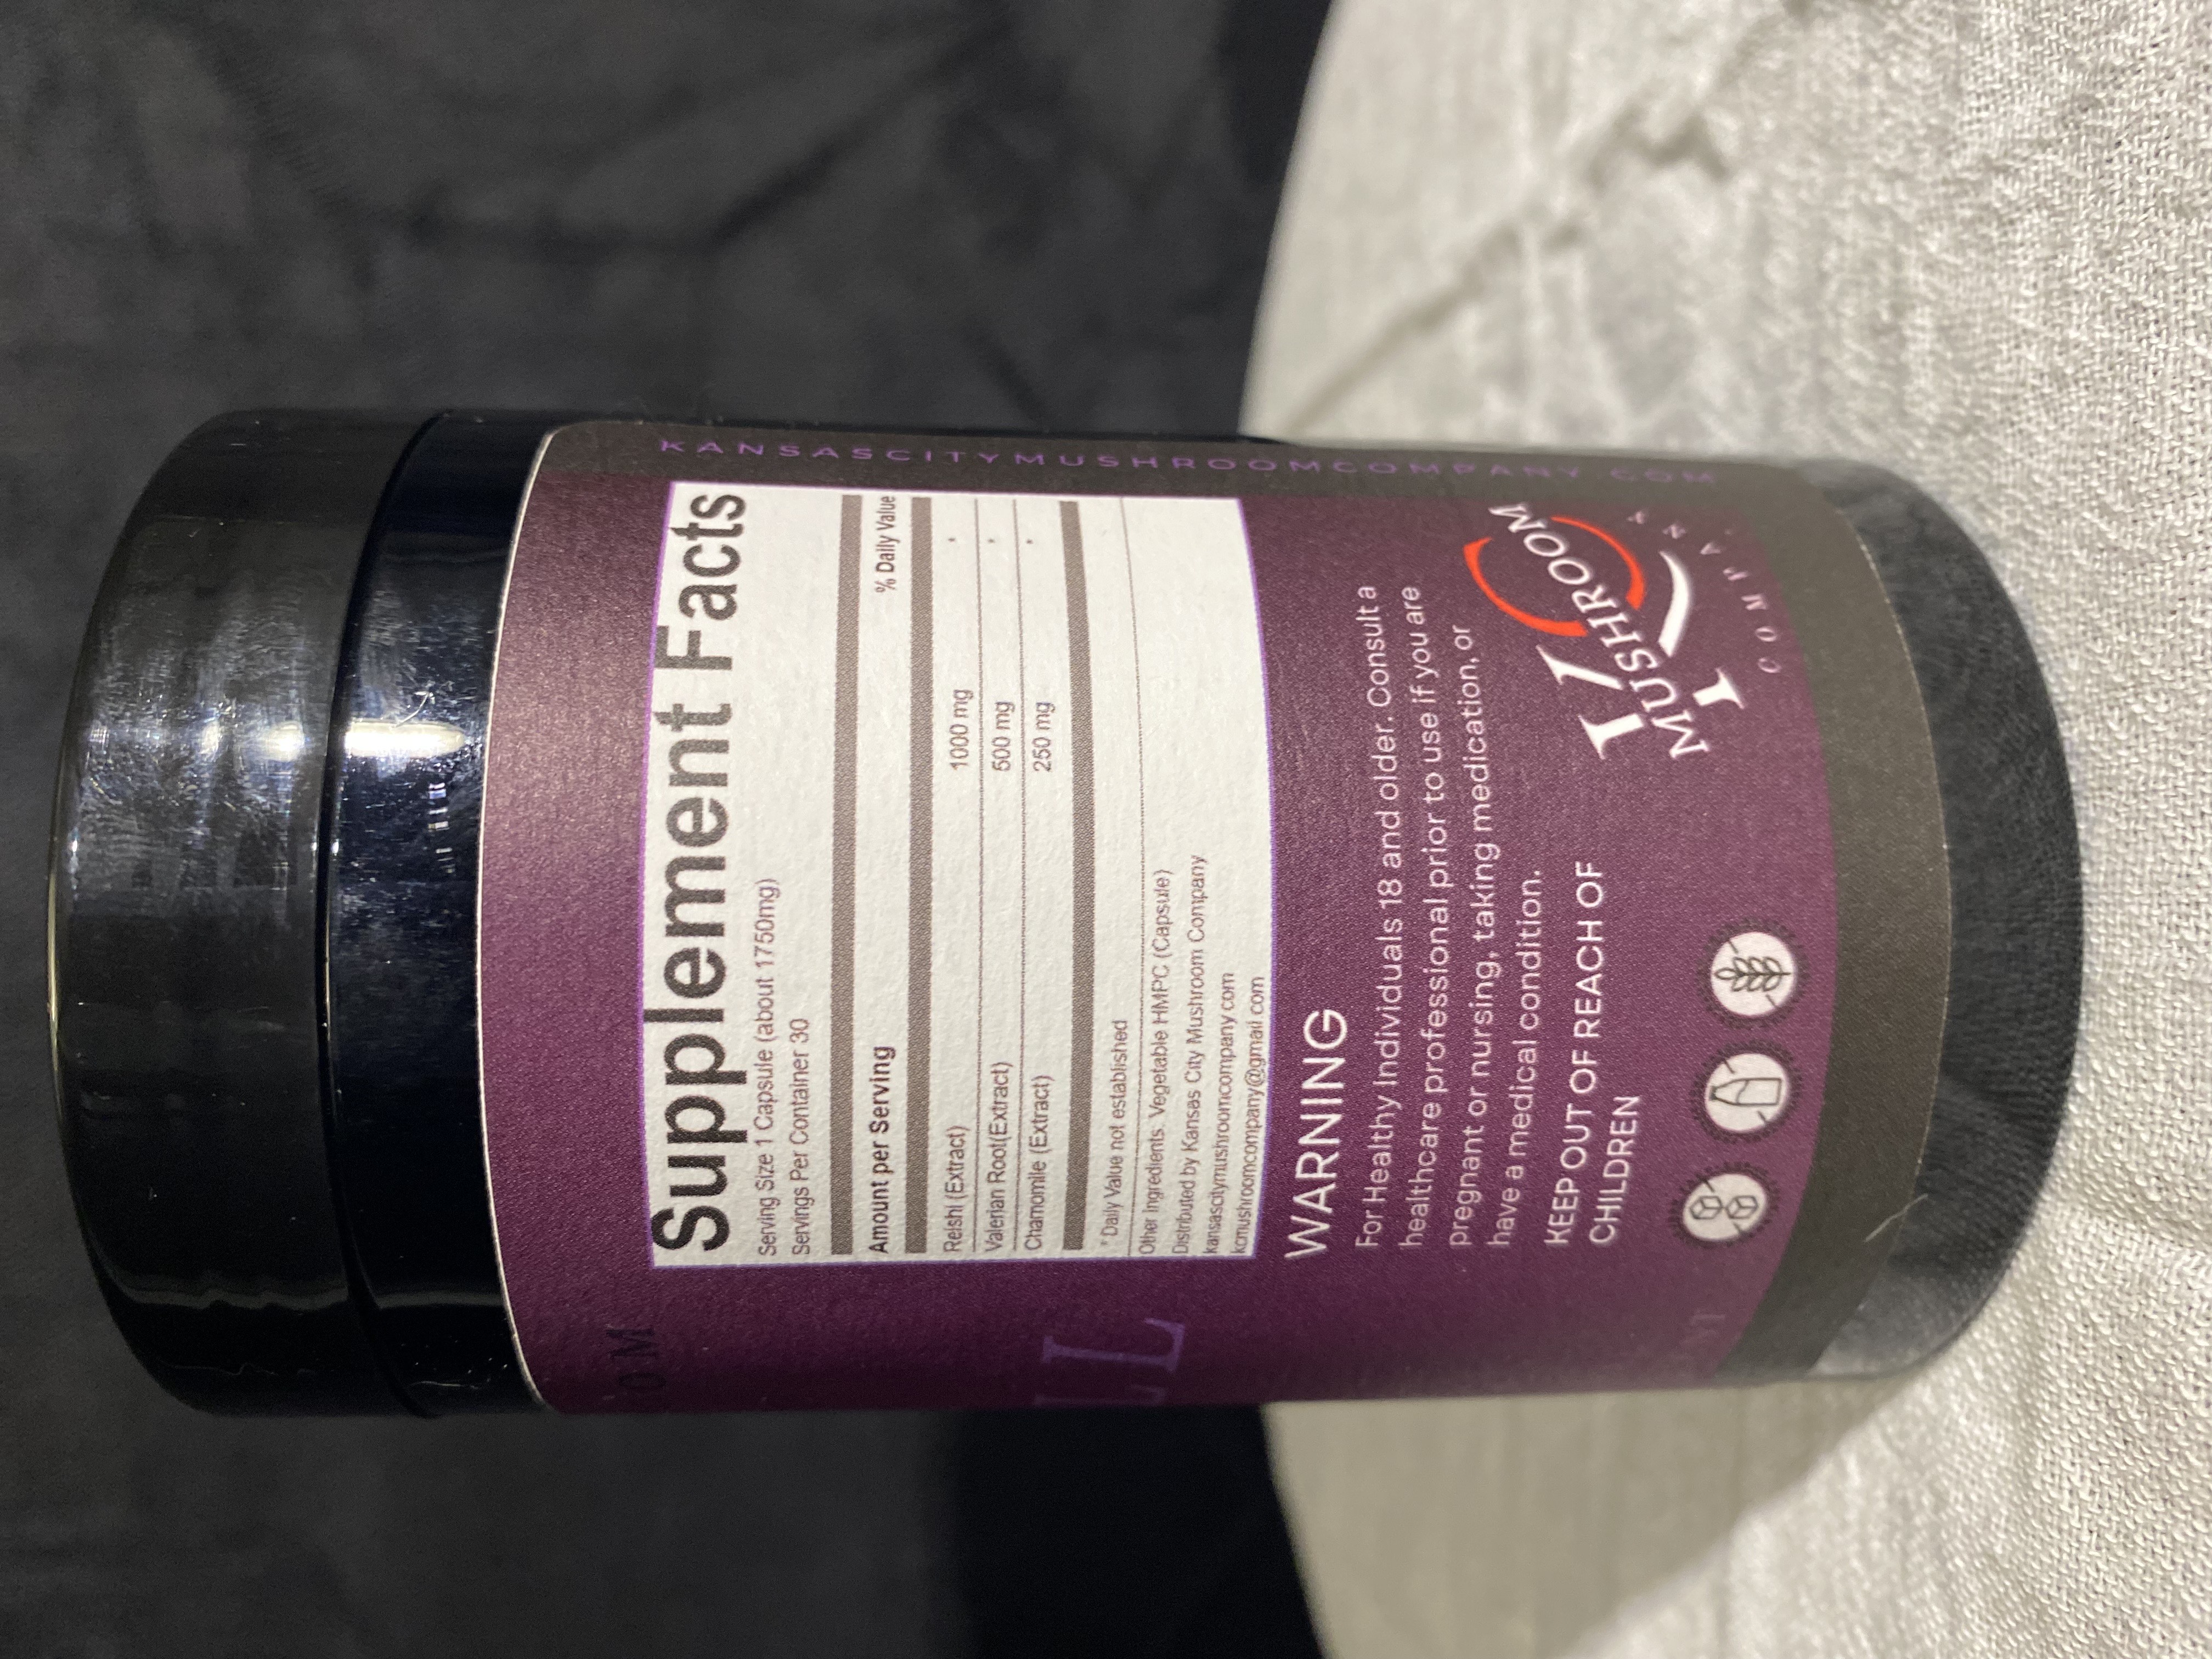 KANSASCITYMUSHROOMCOMPANY.COM
Supplement Facts
Serving Size 1 Capsule (about 1750mg)
Servings Per Container 30
Amount per Serving % Daily Value
Reishi (Extract) 1000 mg *
Valerian Root(Extract) 500 mg *
Chamomile (Extract) 250 mg *
* Daily Value not established
Other ingredients. Vegetable HMPC (Capsule)
Distributed by Kansas City Mushroom Company
kansascitymushroomcompany.com
kcmushroomcompany@gmail.com
WARNING
For Healthy Individuals 18 and older. Consult a
healthcare professional prior to use if you are
pregnant or nursing, taking medication, or
have a medical condition.
KEEP OUT OF REACH OF
CHILDREN
MUSHROOM
COMPANY
OM
LL